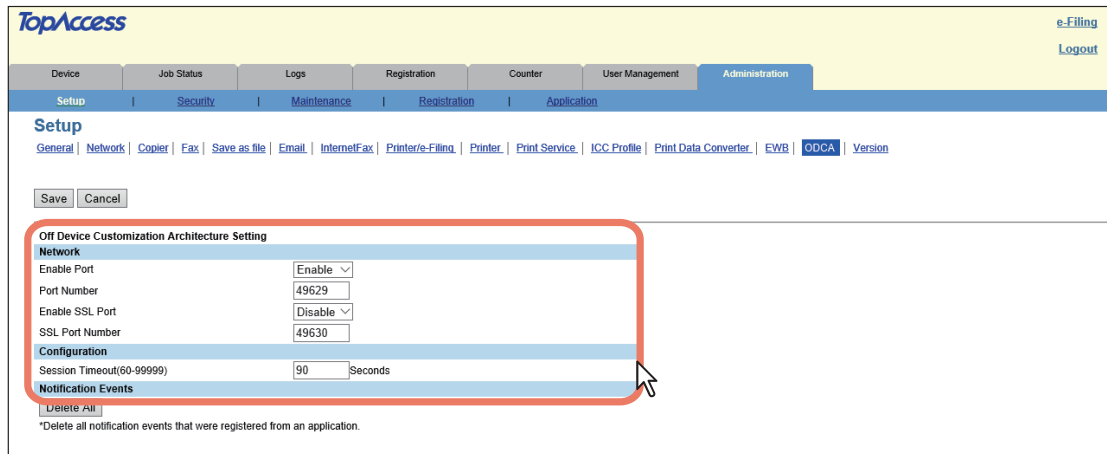 TopAccess
e-Filing
Logout
Device Job Status Logs Registration Counter User Management Administration
Setup | Security | Maintenance | Registration | Application
Setup
General | Network | Copier | Fax | Save as file | Email | InternetFax | Printer/e-Filing | Printer | Print Service | ICC Profile | Print Data Converter | EWB | ODCA | Version
Save Cancel
Off Device Customization Architecture Setting
Network
Enable Port Enable
Port Number 49629
Enable SSL Port Disable
SSL Port Number 49630
Configuration
Session Timeout(60-99999) 90 Seconds
Notification Events
Delete All
*Delete all notification events that were registered from an application.